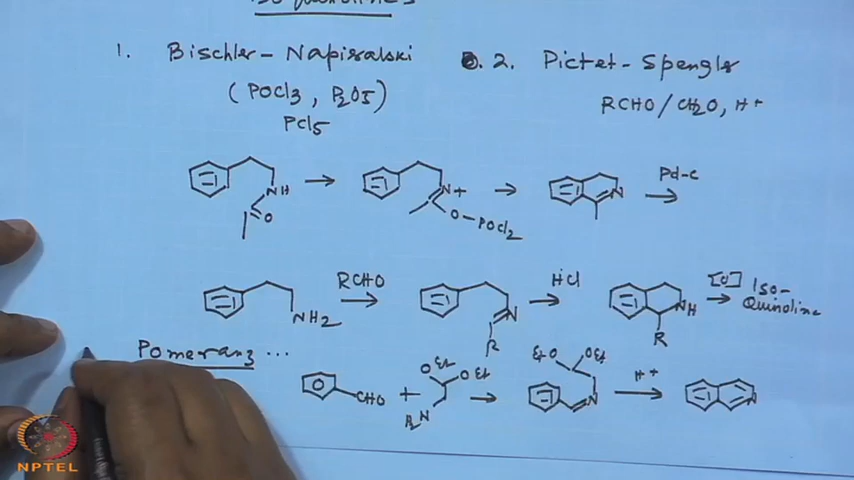 Isoquinolines
1. Bischler-Napiralski
(POCl3, P2O5)
PCl5
2. Pictet-Spengler
RCHO/CH2O, H+
NH
O
N+
O-POCl2
N
Pd-C
NH2
RCHO
N
R
HCl
NH
R
[O] Iso-
Quinoline
Pomeranz ...
CHO
+
OEt
OEt
H2N
EtO
OEt
N
H+
N
NPTEL